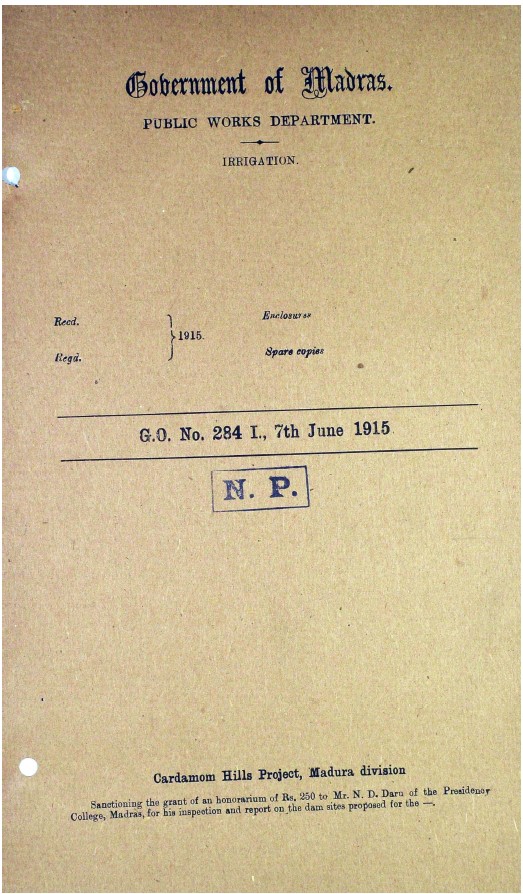 Government of Madras.
PUBLIC WORKS DEPARTMENT.
IRRIGATION.
Recd.
Regd.
} 1915.
Enclosures
Spare copies
G.O. No. 284 I., 7th June 1915
N. P.
Cardamom Hills Project, Madura division
Sanctioning the grant of an honorarium of Rs. 250 to Mr. N. D. Daru of the Presidency
College, Madras, for his inspection and report on the dam sites proposed for the —.